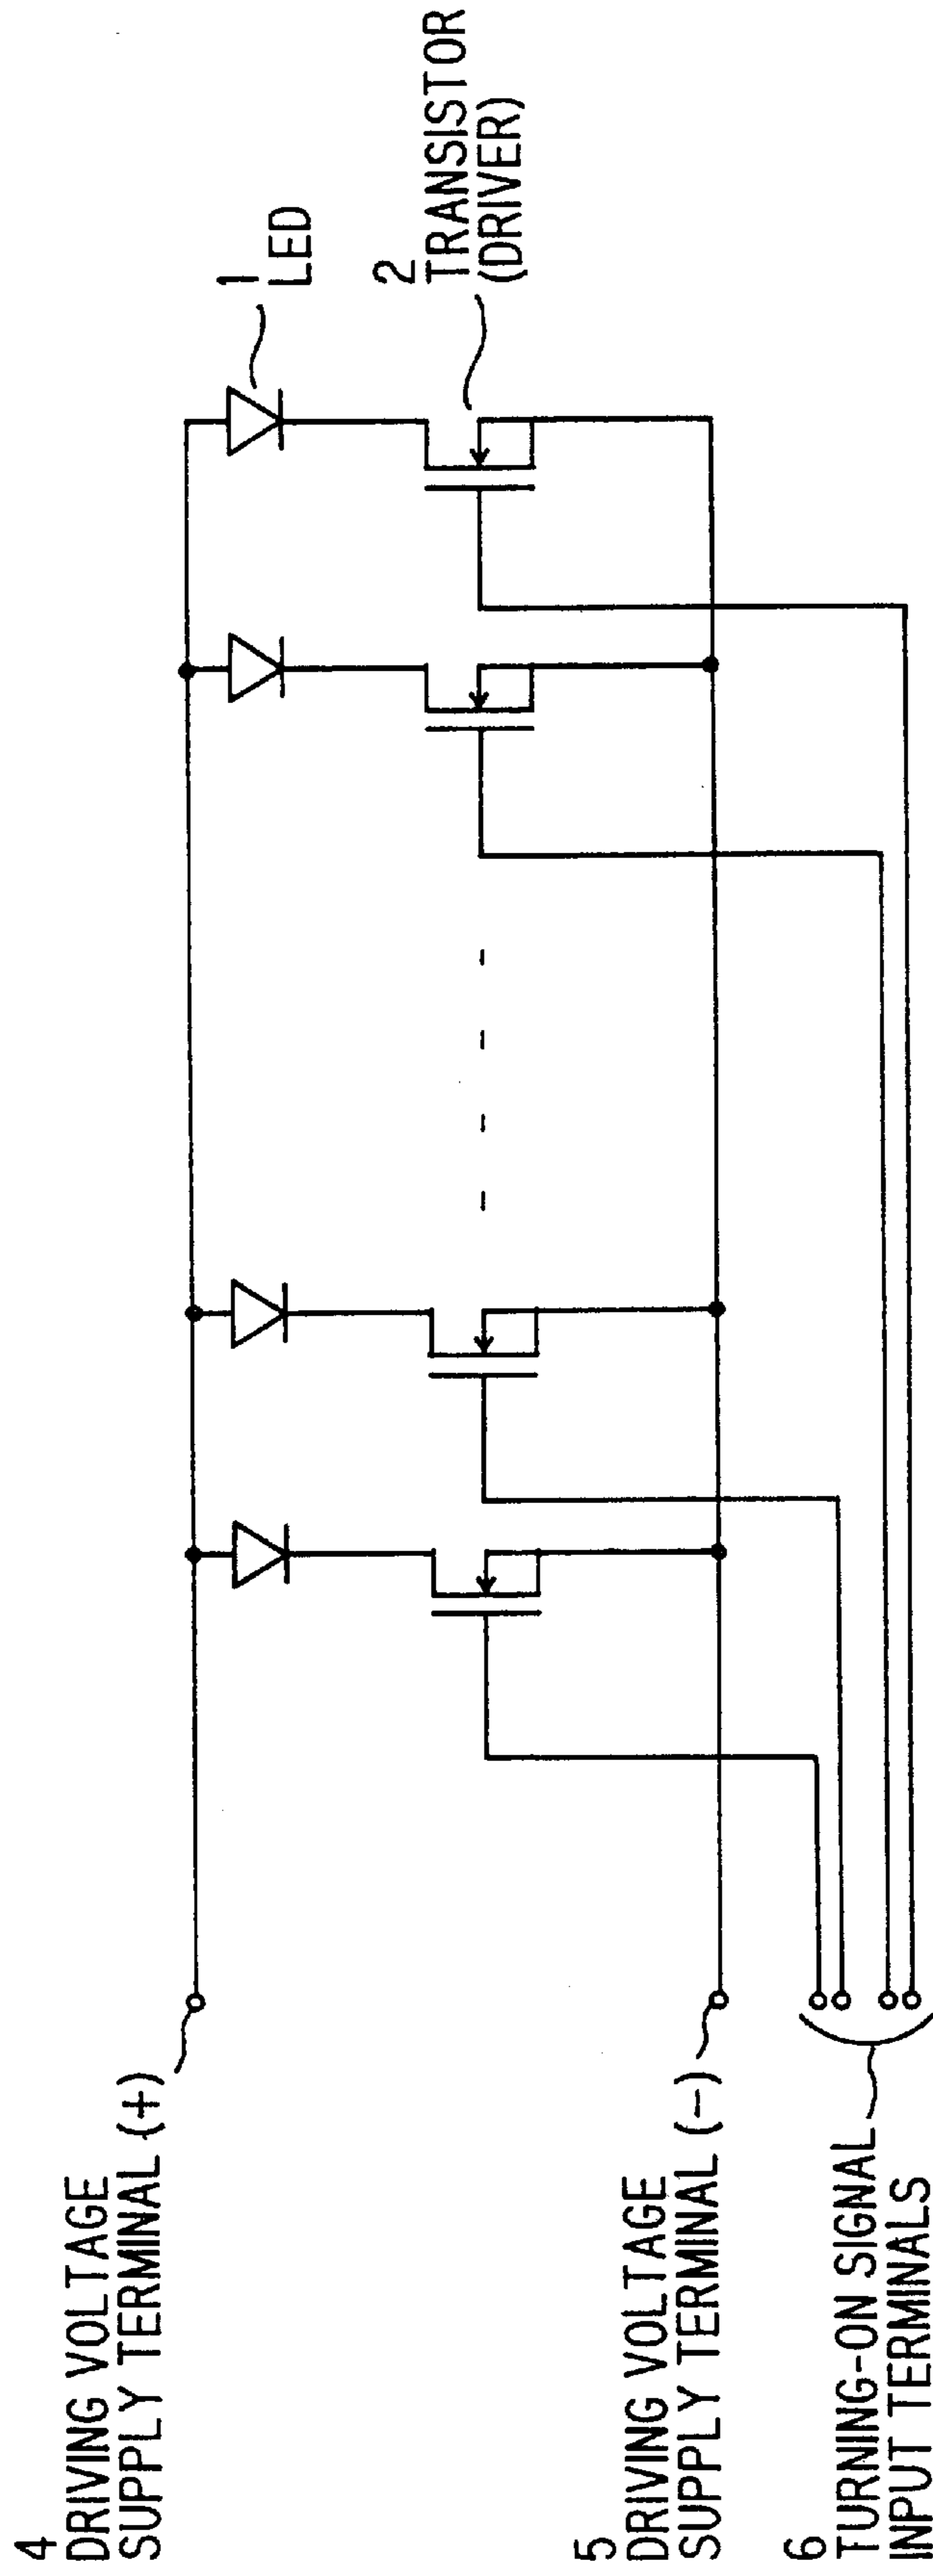 4
DRIVING VOLTAGE
SUPPLY TERMINAL (+)
1
LED
2
TRANSISTOR
(DRIVER)
5
DRIVING VOLTAGE
SUPPLY TERMINAL (-)
6
TURNING-ON SIGNAL
INPUT TERMINALS